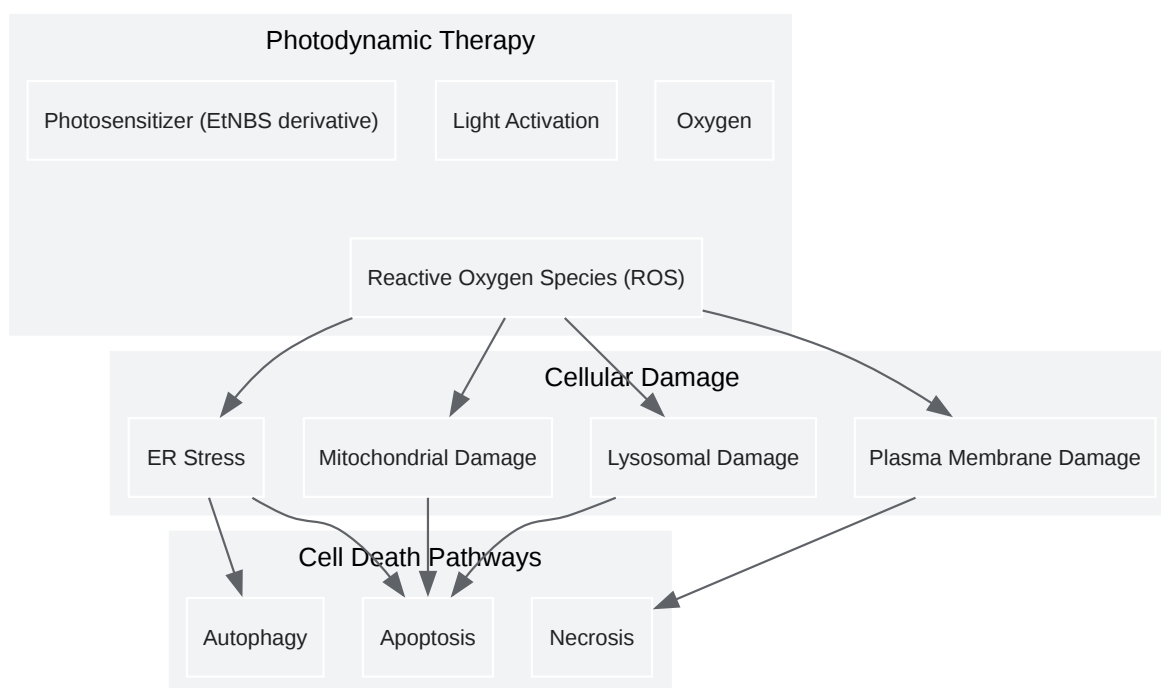 Photodynamic Therapy
Photosensitizer (EtNBS derivative)
Light Activation
Oxygen
Reactive Oxygen Species (ROS)
Cellular Damage
ER Stress
Mitochondrial Damage
Lysosomal Damage
Plasma Membrane Damage
Cell Death Pathways
Autophagy
Apoptosis
Necrosis